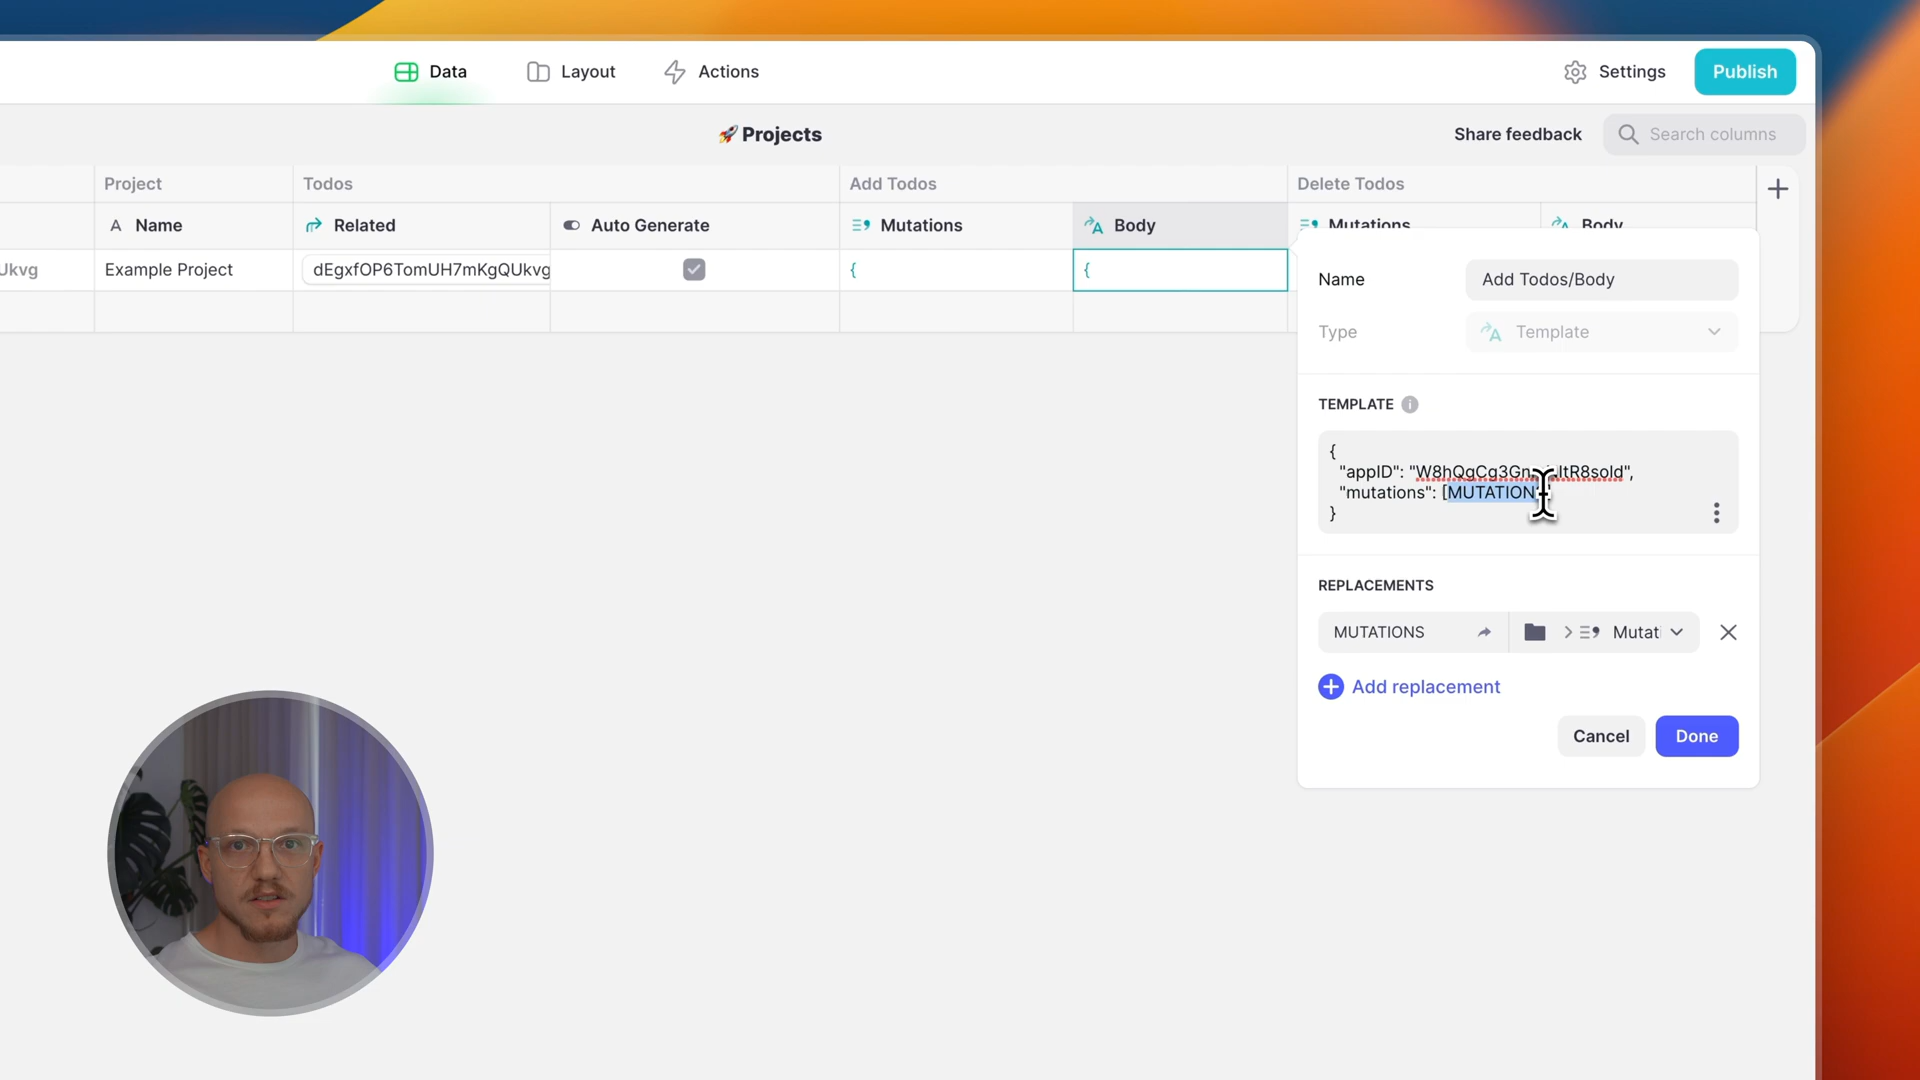 Data
Layout
Actions
Settings
Publish
🚀 Projects
Share feedback
Search columns
Project
Todos
Add Todos
Delete Todos
A Name
Related
Auto Generate
Mutations
Body
Mutations
Body
Ukvg
Example Project
dEgxfOP6TomUH7mKgQUkvg
{
{
Name
Add Todos/Body
Type
Template
TEMPLATE
{
"appID":
"mutations": [MUTATION
}
REPLACEMENTS
MUTATIONS
Mutat
Add replacement
Cancel
Done